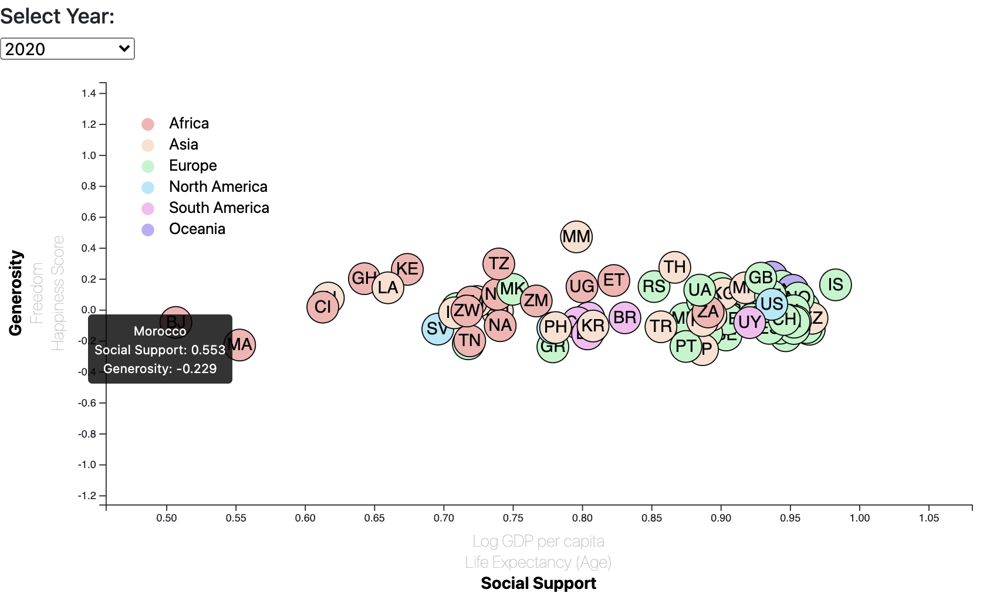 Select Year:
2020
1.4
1.2
1.0
0.8
0.6
0.4
0.2
0.0
-0.2
-0.4
-0.6
-0.8
-1.0
-1.2
Africa
Asia
Europe
North America
South America
Oceania
Generosity
Freedom
Happiness Score
MM
TZ
TH
KE
GH
LA
MK
UG
ET
RS
UA
KG
GB
IS
CI
ZW
ZM
US
NO
ZA
BJ
SV
NA
TN
PH
KR
BR
TR
UY
CH
GR
PT
MA
Morocco
Social Support: 0.553
Generosity: -0.229
0.50
0.55
0.60
0.65
0.70
0.75
0.80
0.85
0.90
0.95
1.00
1.05
Log GDP per capita
Life Expectancy (Age)
Social Support